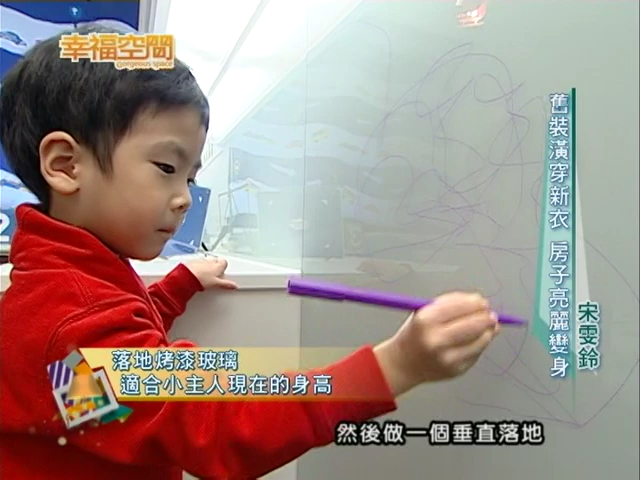 幸福空間
gorgeous space
舊裝潢穿新衣 房子亮麗變身
宋雯鈴
落地烤漆玻璃
適合小主人現在的身高
然後做一個垂直落地